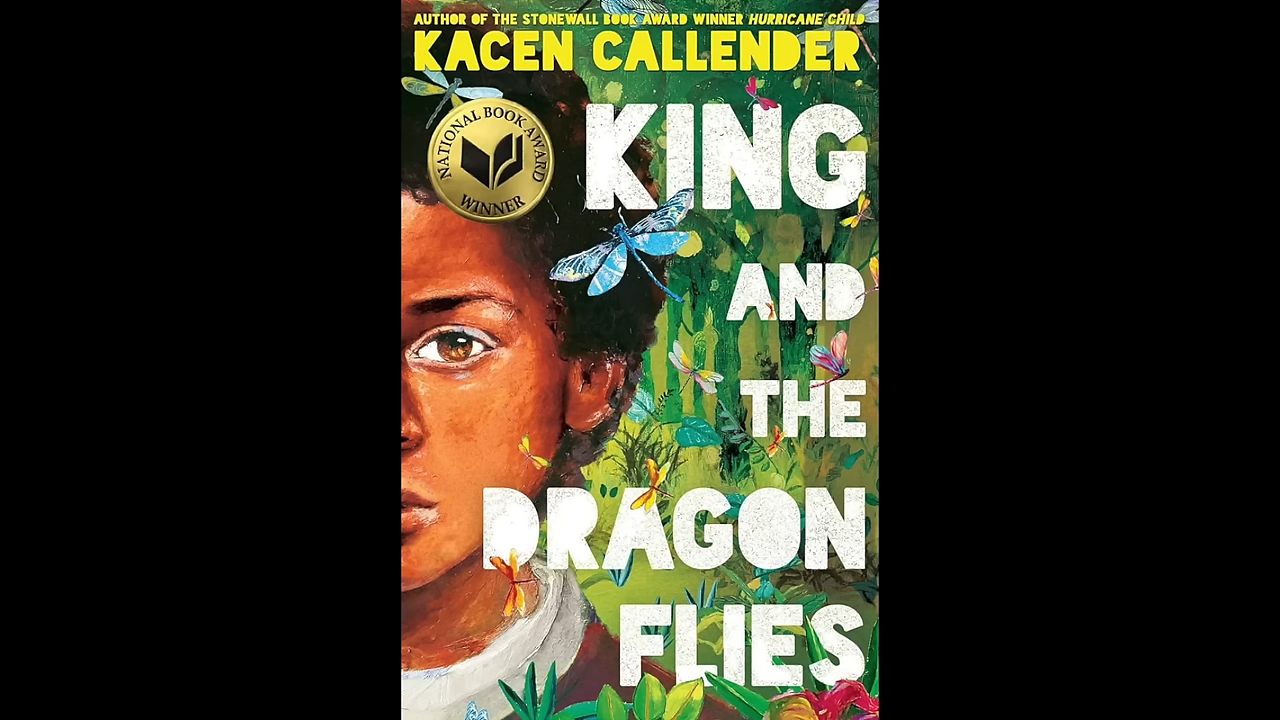 AUTHOR OF THE STONEWALL BOOK AWARD WINNER HURRICANE CHILD
KACEN CALLENDER
NATIONAL BOOK AWARD
WINNER
KING
AND
THE
DRAGON
FLIES